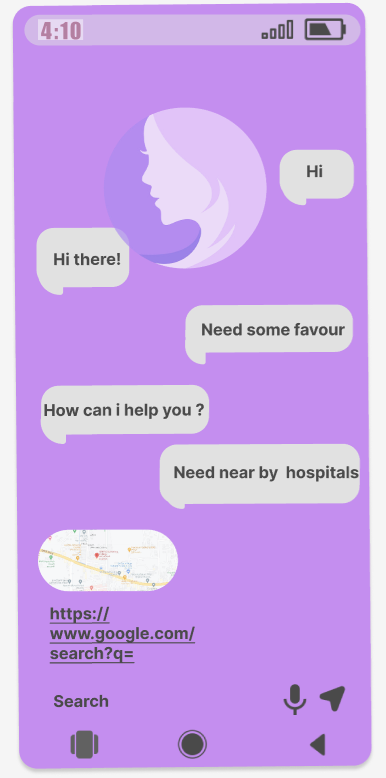 4:10
Hi
Hi there!
Need some favour
How can i help you ?
Need near by hospitals
https://
www.google.com/
search?q=
Search